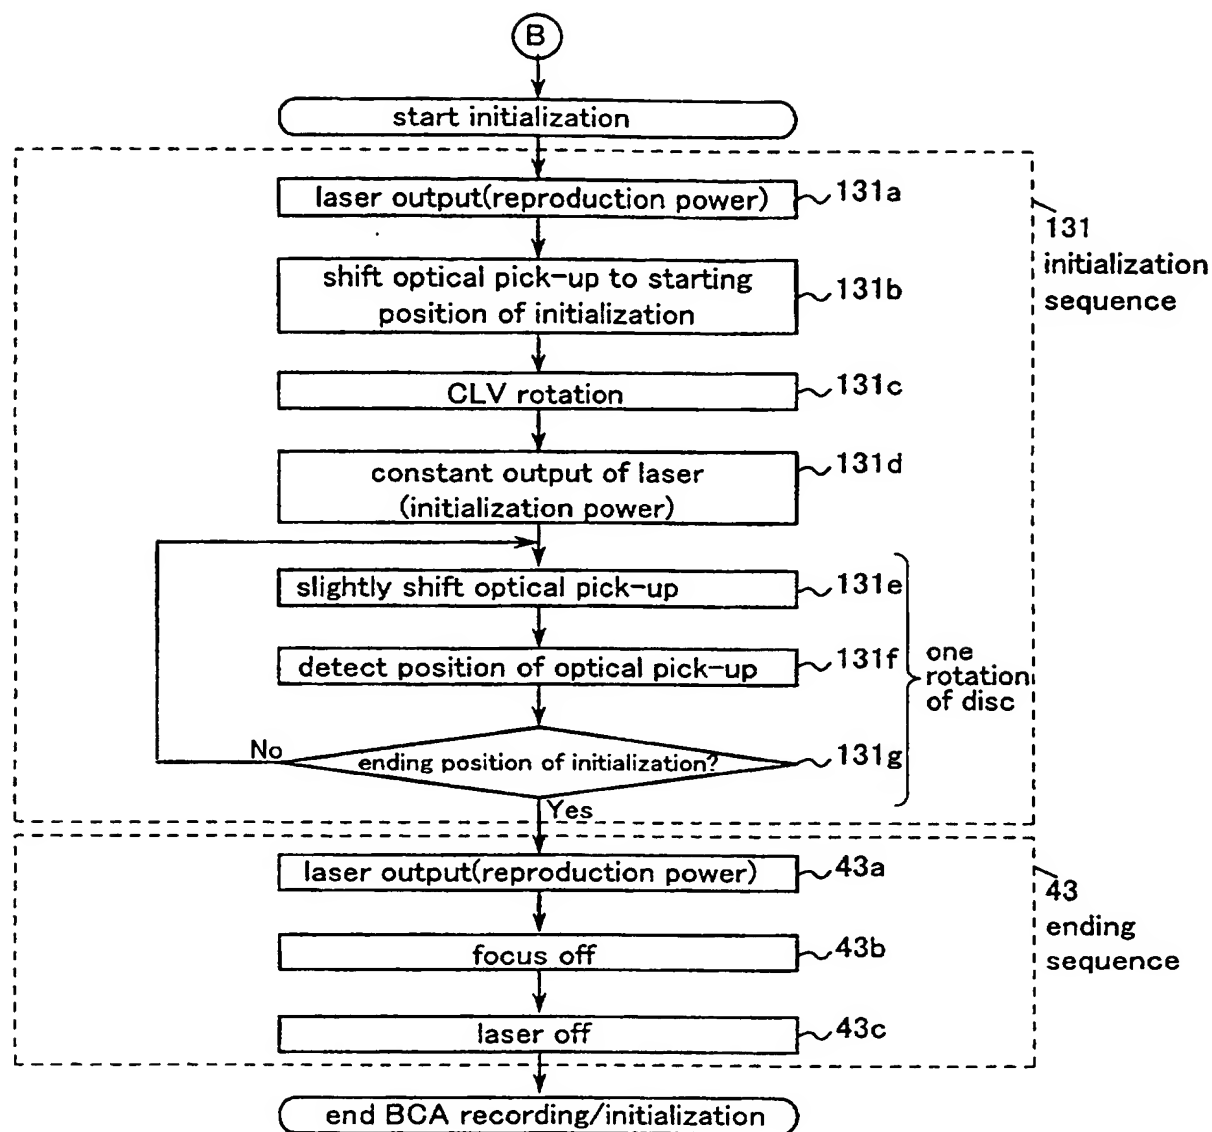 B
start initialization
laser output(reproduction power)
131a
131
initialization
sequence
shift optical pick-up to starting
position of initialization
131b
CLV rotation
131c
constant output of laser
(initialization power)
131d
slightly shift optical pick-up
131e
detect position of optical pick-up
131f
one
rotation
of disc
No
ending position of initialization?
131g
Yes
laser output(reproduction power)
43a
43
ending
sequence
focus off
43b
laser off
43c
end BCA recording/initialization